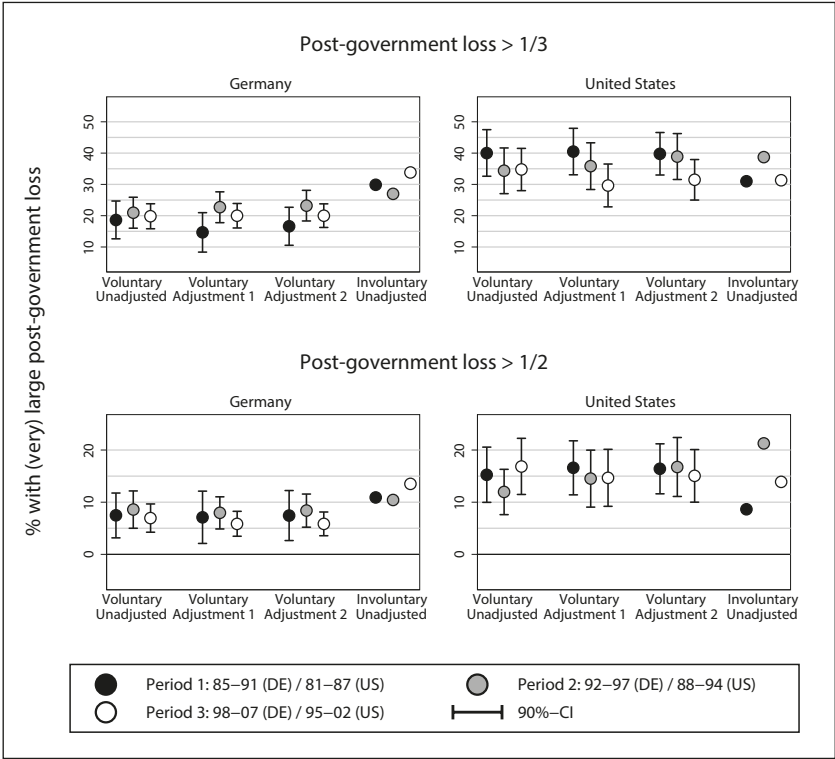 Post-government loss > 1/3
Germany
United States
% with (very) large post-government loss
50
40
30
20
10
50
40
30
20
10
Voluntary Unadjusted
Voluntary Adjustment 1
Voluntary Adjustment 2
Involuntary Unadjusted
Voluntary Unadjusted
Voluntary Adjustment 1
Voluntary Adjustment 2
Involuntary Unadjusted
Post-government loss > 1/2
Germany
United States
20
10
0
20
10
0
Voluntary Unadjusted
Voluntary Adjustment 1
Voluntary Adjustment 2
Involuntary Unadjusted
Voluntary Unadjusted
Voluntary Adjustment 1
Voluntary Adjustment 2
Involuntary Unadjusted
Period 1: 85–91 (DE) / 81–87 (US)
Period 2: 92–97 (DE) / 88–94 (US)
Period 3: 98–07 (DE) / 95–02 (US)
90%–CI